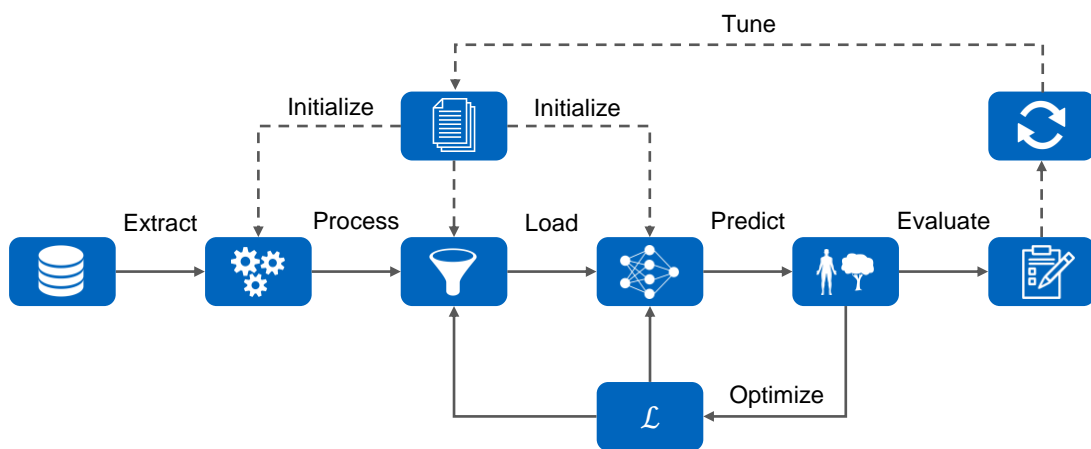 Tune
Initialize
Initialize
Extract
Process
Load
Predict
Evaluate
Optimize
ℒ